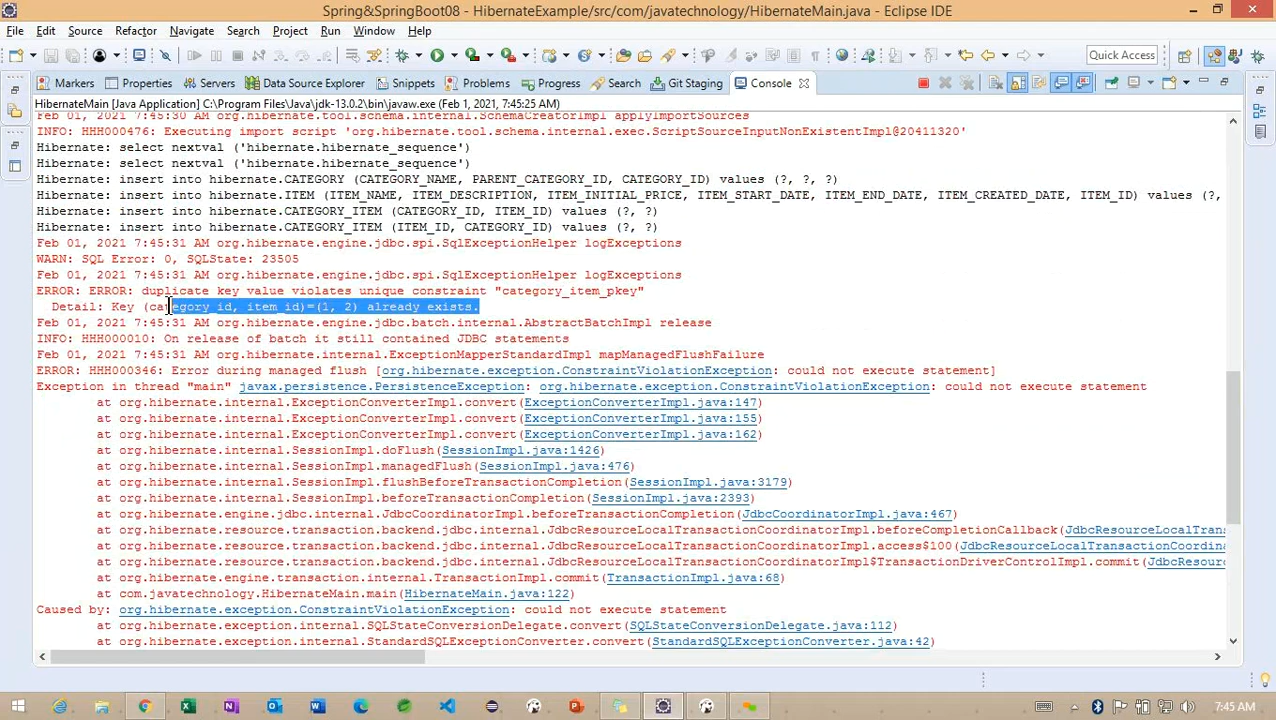 Spring&SpringBoot08 - HibernateExample/src/com/javatechnology/HibernateMain.java - Eclipse IDE
File Edit Source Refactor Navigate Search Project Run Window Help
Quick Access
Markers Properties Servers Data Source Explorer Snippets Problems Progress Search Git Staging Console
HibernateMain [Java Application] C:\Program Files\Java\jdk-13.0.2\bin\javaw.exe (Feb 1, 2021, 7:45:25 AM)
Feb 01, 2021 7:45:30 AM org.hibernate.tool.schema.internal.SchemaCreatorImpl applyImportSources
INFO: HHH000476: Executing import script 'org.hibernate.tool.schema.internal.exec.ScriptSourceInputNonExistentImpl@20411320'
Hibernate: select nextval ('hibernate.hibernate_sequence')
Hibernate: select nextval ('hibernate.hibernate_sequence')
Hibernate: insert into hibernate.CATEGORY (CATEGORY_NAME, PARENT_CATEGORY_ID, CATEGORY_ID) values (?, ?, ?)
Hibernate: insert into hibernate.ITEM (ITEM_NAME, ITEM_DESCRIPTION, ITEM_INITIAL_PRICE, ITEM_START_DATE, ITEM_END_DATE, ITEM_CREATED_DATE, ITEM_ID) values (?,
Hibernate: insert into hibernate.CATEGORY_ITEM (CATEGORY_ID, ITEM_ID) values (?, ?)
Hibernate: insert into hibernate.CATEGORY_ITEM (ITEM_ID, CATEGORY_ID) values (?, ?)
Feb 01, 2021 7:45:31 AM org.hibernate.engine.jdbc.spi.SqlExceptionHelper logExceptions
WARN: SQL Error: 0, SQLState: 23505
Feb 01, 2021 7:45:31 AM org.hibernate.engine.jdbc.spi.SqlExceptionHelper logExceptions
ERROR: ERROR: duplicate key value violates unique constraint "category_item_pkey"
Detail: Key (category_id, item_id)=(1, 2) already exists.
Feb 01, 2021 7:45:31 AM org.hibernate.engine.jdbc.batch.internal.AbstractBatchImpl release
INFO: HHH000010: On release of batch it still contained JDBC statements
Feb 01, 2021 7:45:31 AM org.hibernate.internal.ExceptionMapperStandardImpl mapManagedFlushFailure
ERROR: HHH000346: Error during managed flush [org.hibernate.exception.ConstraintViolationException: could not execute statement]
Exception in thread "main" javax.persistence.PersistenceException: org.hibernate.exception.ConstraintViolationException: could not execute statement
at org.hibernate.internal.ExceptionConverterImpl.convert(ExceptionConverterImpl.java:147)
at org.hibernate.internal.ExceptionConverterImpl.convert(ExceptionConverterImpl.java:155)
at org.hibernate.internal.ExceptionConverterImpl.convert(ExceptionConverterImpl.java:162)
at org.hibernate.internal.SessionImpl.doFlush(SessionImpl.java:1426)
at org.hibernate.internal.SessionImpl.managedFlush(SessionImpl.java:476)
at org.hibernate.internal.SessionImpl.flushBeforeTransactionCompletion(SessionImpl.java:3179)
at org.hibernate.internal.SessionImpl.beforeTransactionCompletion(SessionImpl.java:2393)
at org.hibernate.engine.jdbc.internal.JdbcCoordinatorImpl.beforeTransactionCompletion(JdbcCoordinatorImpl.java:467)
at org.hibernate.resource.transaction.backend.jdbc.internal.JdbcResourceLocalTransactionCoordinatorImpl.beforeCompletionCallback(JdbcResourceLocalTrans
at org.hibernate.resource.transaction.backend.jdbc.internal.JdbcResourceLocalTransactionCoordinatorImpl.access$100(JdbcResourceLocalTransactionCoordina
at org.hibernate.resource.transaction.backend.jdbc.internal.JdbcResourceLocalTransactionCoordinatorImpl$TransactionDriverControlImpl.commit(JdbcResourc
at org.hibernate.engine.transaction.internal.TransactionImpl.commit(TransactionImpl.java:68)
at com.javatechnology.HibernateMain.main(HibernateMain.java:122)
Caused by: org.hibernate.exception.ConstraintViolationException: could not execute statement
at org.hibernate.exception.internal.SQLStateConversionDelegate.convert(SQLStateConversionDelegate.java:112)
at org.hibernate.exception.internal.StandardSQLExceptionConverter.convert(StandardSQLExceptionConverter.java:42)
7:45 AM